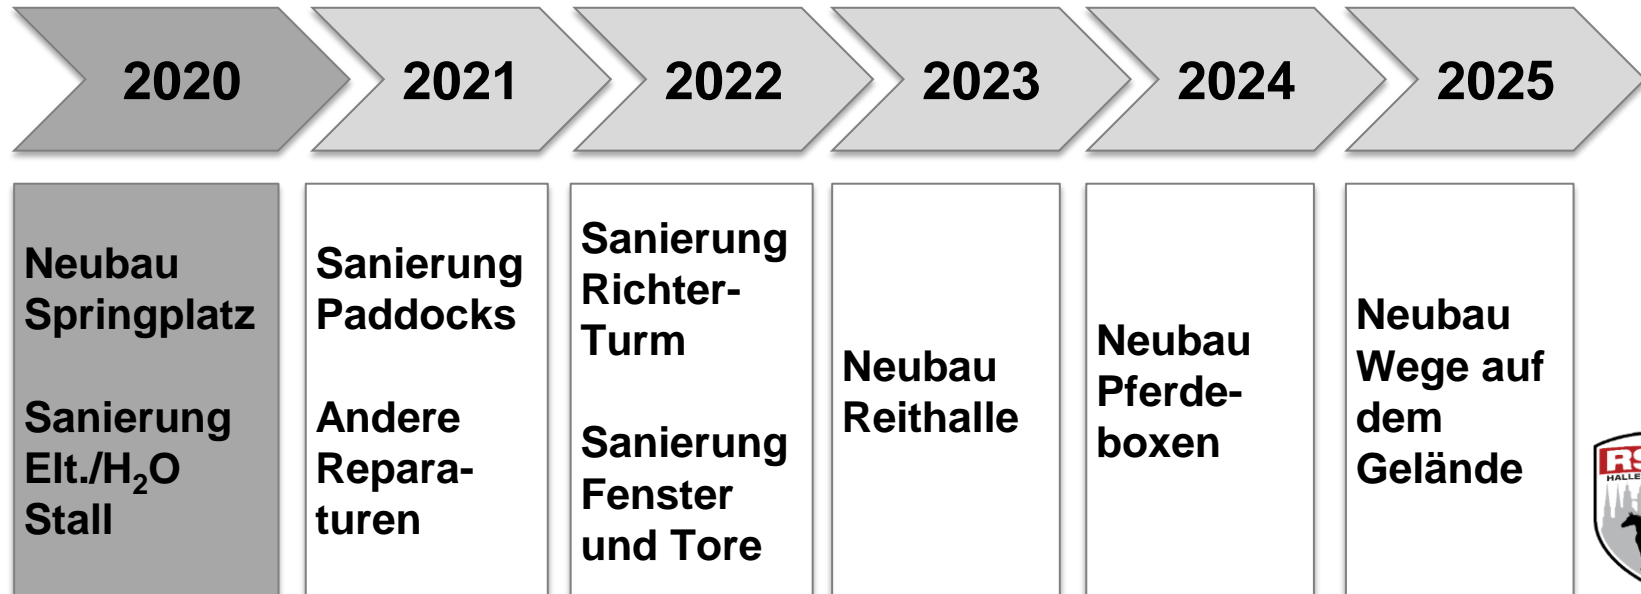 2020
2021
2022
2023
2024
2025
Neubau
Springplatz
Sanierung
Elt./H₂O
Stall
Sanierung
Paddocks
Andere
Repara-
turen
Sanierung
Richter-
Turm
Sanierung
Fenster
und Tore
Neubau
Reithalle
Neubau
Pferde-
boxen
Neubau
Wege auf
dem
Gelände
HALLE